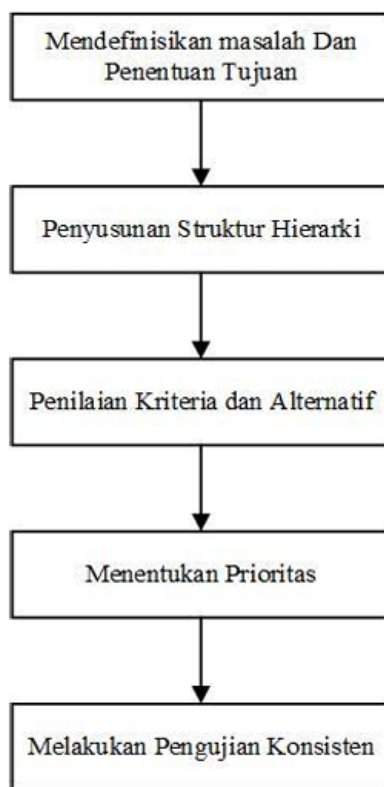 Mendefinisikan masalah Dan
Penentuan Tujuan
Penyusunan Struktur Hierarki
Penilaian Kriteria dan Alternatif
Menentukan Prioritas
Melakukan Pengujian Konsisten